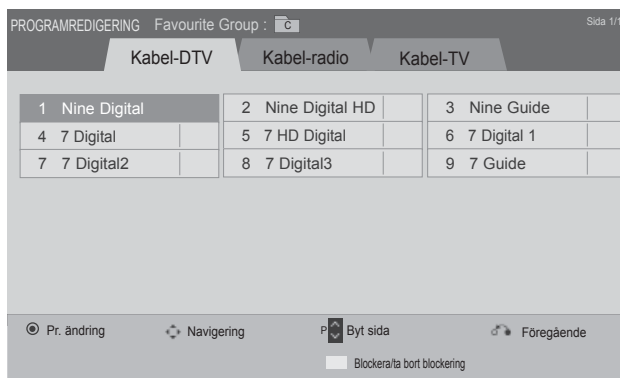 PROGRAMREDIGERING Favourite Group : C Sida 1/1
Kabel-DTV Kabel-radio Kabel-TV
1 Nine Digital 2 Nine Digital HD 3 Nine Guide
4 7 Digital 5 7 HD Digital 6 7 Digital 1
7 7 Digital2 8 7 Digital3 9 7 Guide
Pr. ändring Navigering P Byt sida Föregående
Blockera/ta bort blockering